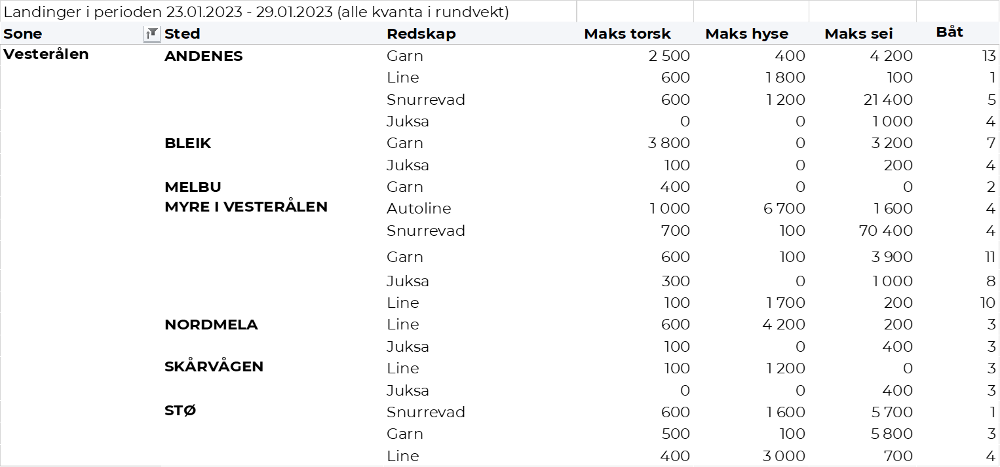 Landinger i perioden 23.01.2023 - 29.01.2023 (alle kvanta i rundvekt)
Sone Sted Redskap Maks torsk Maks hyse Maks sei Båt
Vesterålen ANDENES Garn 2 500 400 4 200 13
Line 600 1 800 100 1
Snurrevad 600 1 200 21 400 5
Juksa 0 0 1 000 4
BLEIK Garn 3 800 0 3 200 7
Juksa 100 0 200 4
MELBU Garn 400 0 0 2
MYRE I VESTERÅLEN Autoline 1 000 6 700 1 600 4
Snurrevad 700 100 70 400 4
Garn 600 100 3 900 11
Juksa 300 0 1 000 8
Line 100 1 700 200 10
NORDMELA Line 600 4 200 200 3
Juksa 100 0 400 3
SKÅRVÅGEN Line 100 1 200 0 3
Juksa 0 0 400 3
STØ Snurrevad 600 1 600 5 700 1
Garn 500 100 5 800 3
Line 400 3 000 700 4